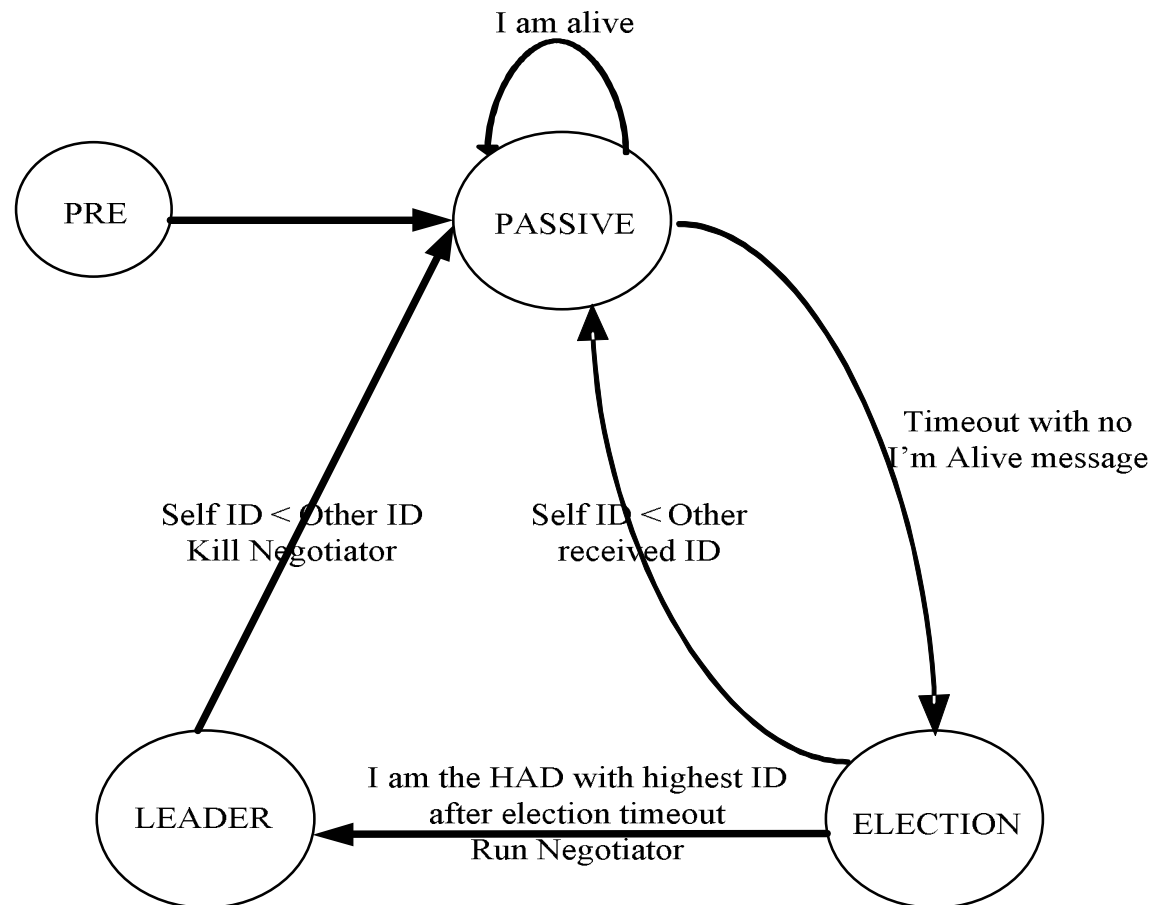 I am alive
PRE
PASSIVE
Timeout with no
I’m Alive message
Self ID < Other ID
Kill Negotiator
Self ID < Other
received ID
I am the HAD with highest ID
after election timeout
Run Negotiator
LEADER
ELECTION